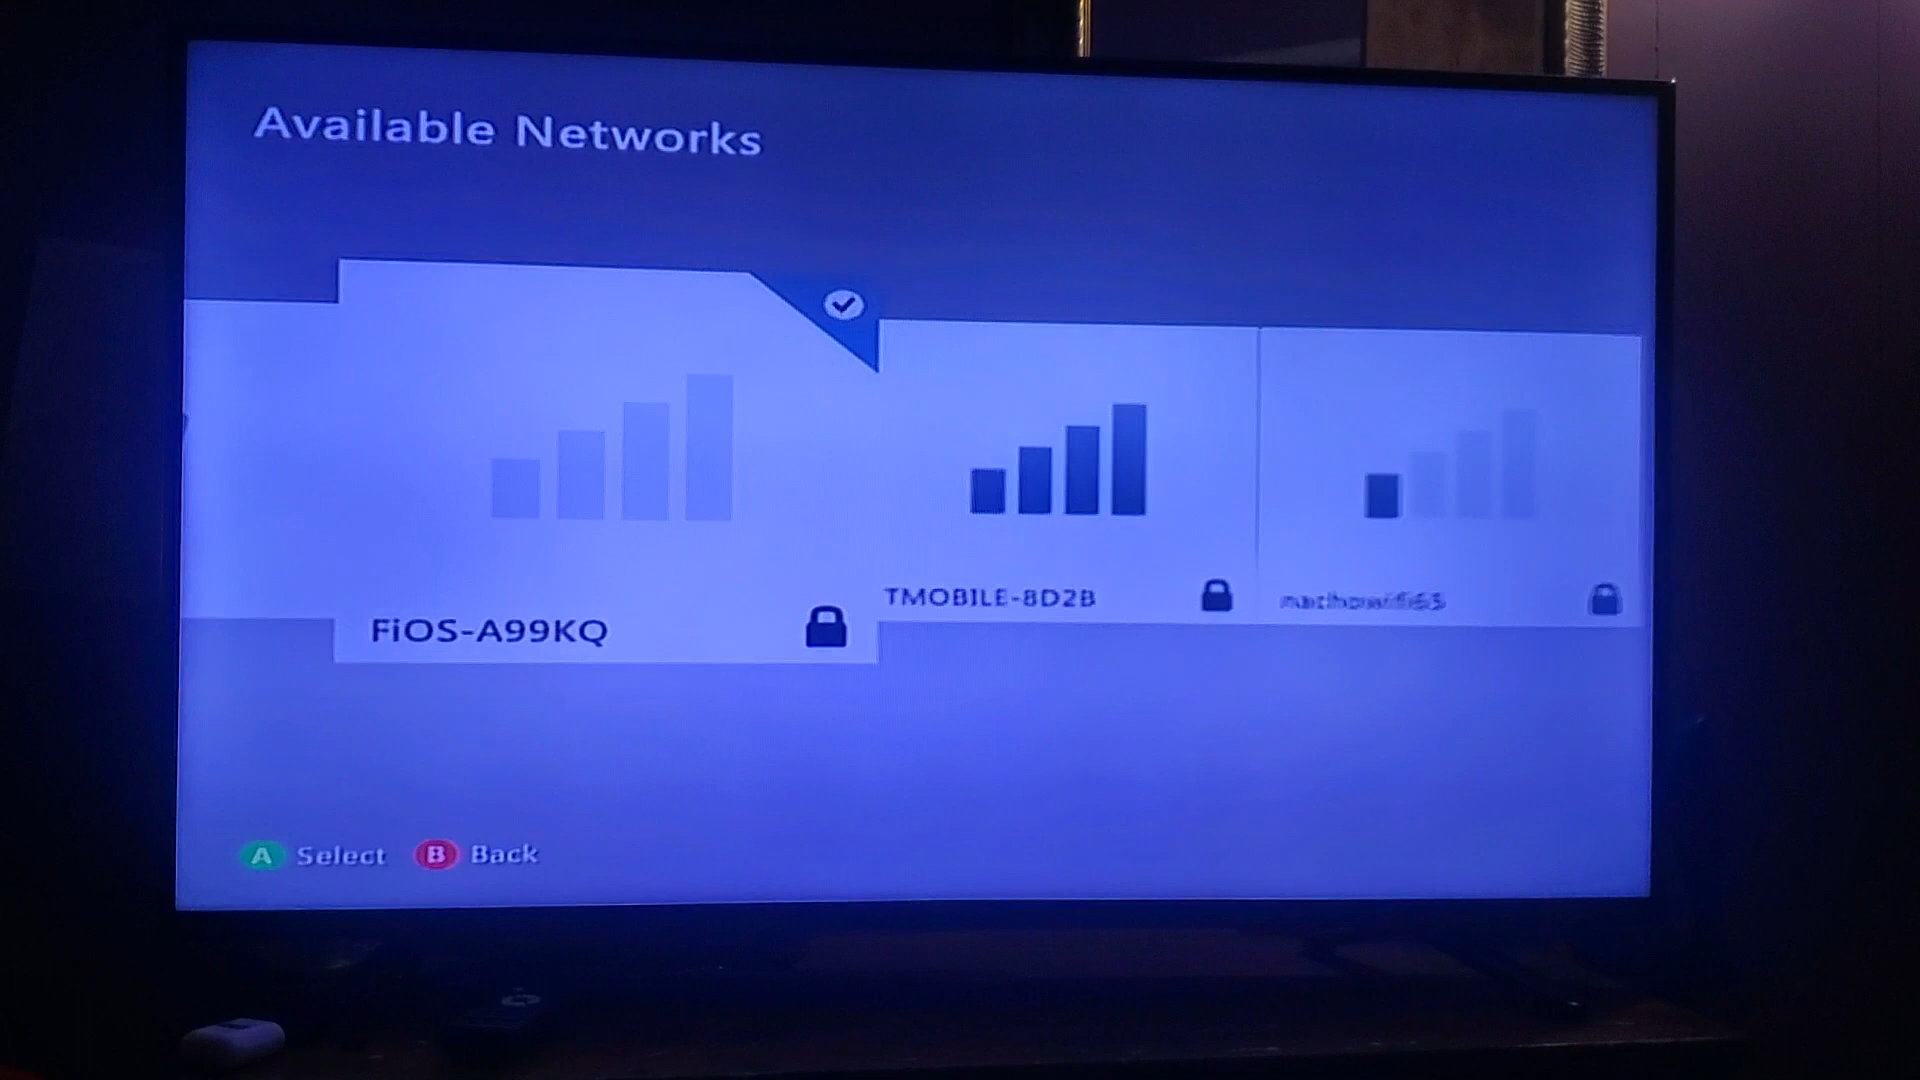 Available Networks
FiOS-A99KQ
TMOBILE-8D2B
A Select B Back